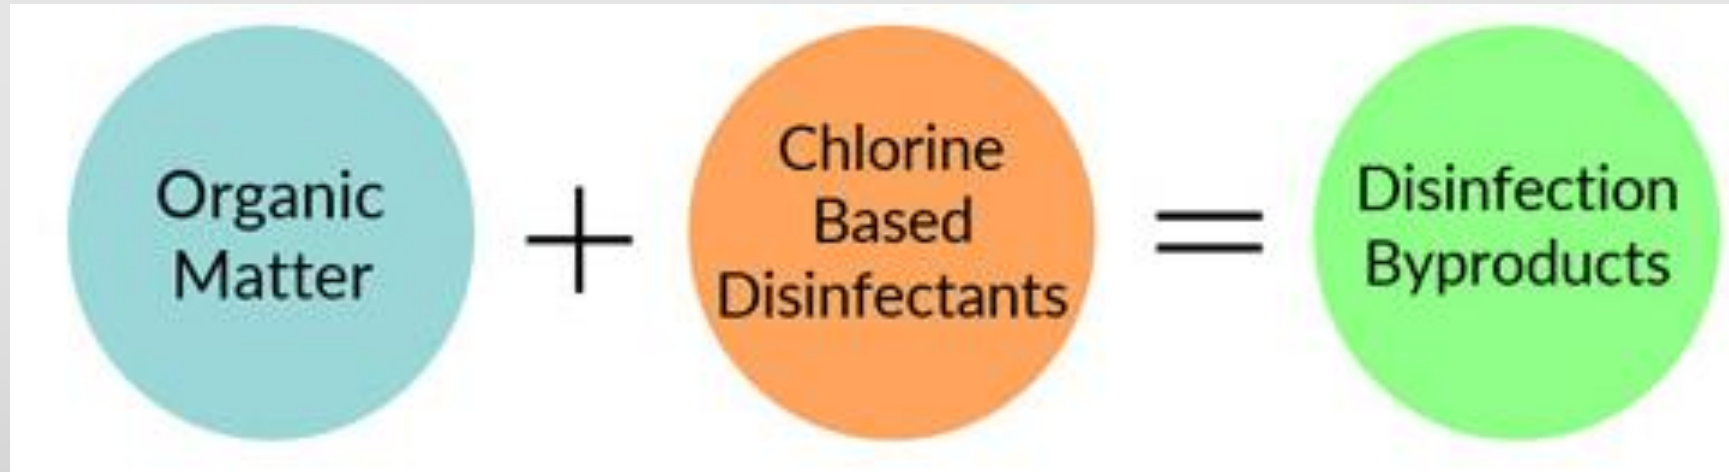 Organic
Matter
+
Chlorine
Based
Disinfectants
=
Disinfection
Byproducts